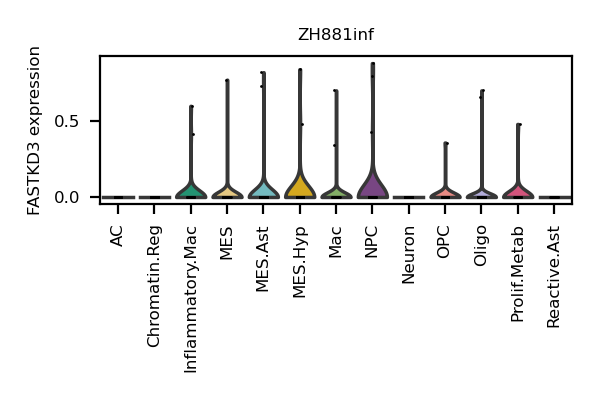 ZH881inf
FASTKD3 expression
0.5
0.0
AC
Chromatin.Reg
Inflammatory.Mac
MES
MES.Ast
MES.Hyp
Mac
NPC
Neuron
OPC
Oligo
Prolif.Metab
Reactive.Ast